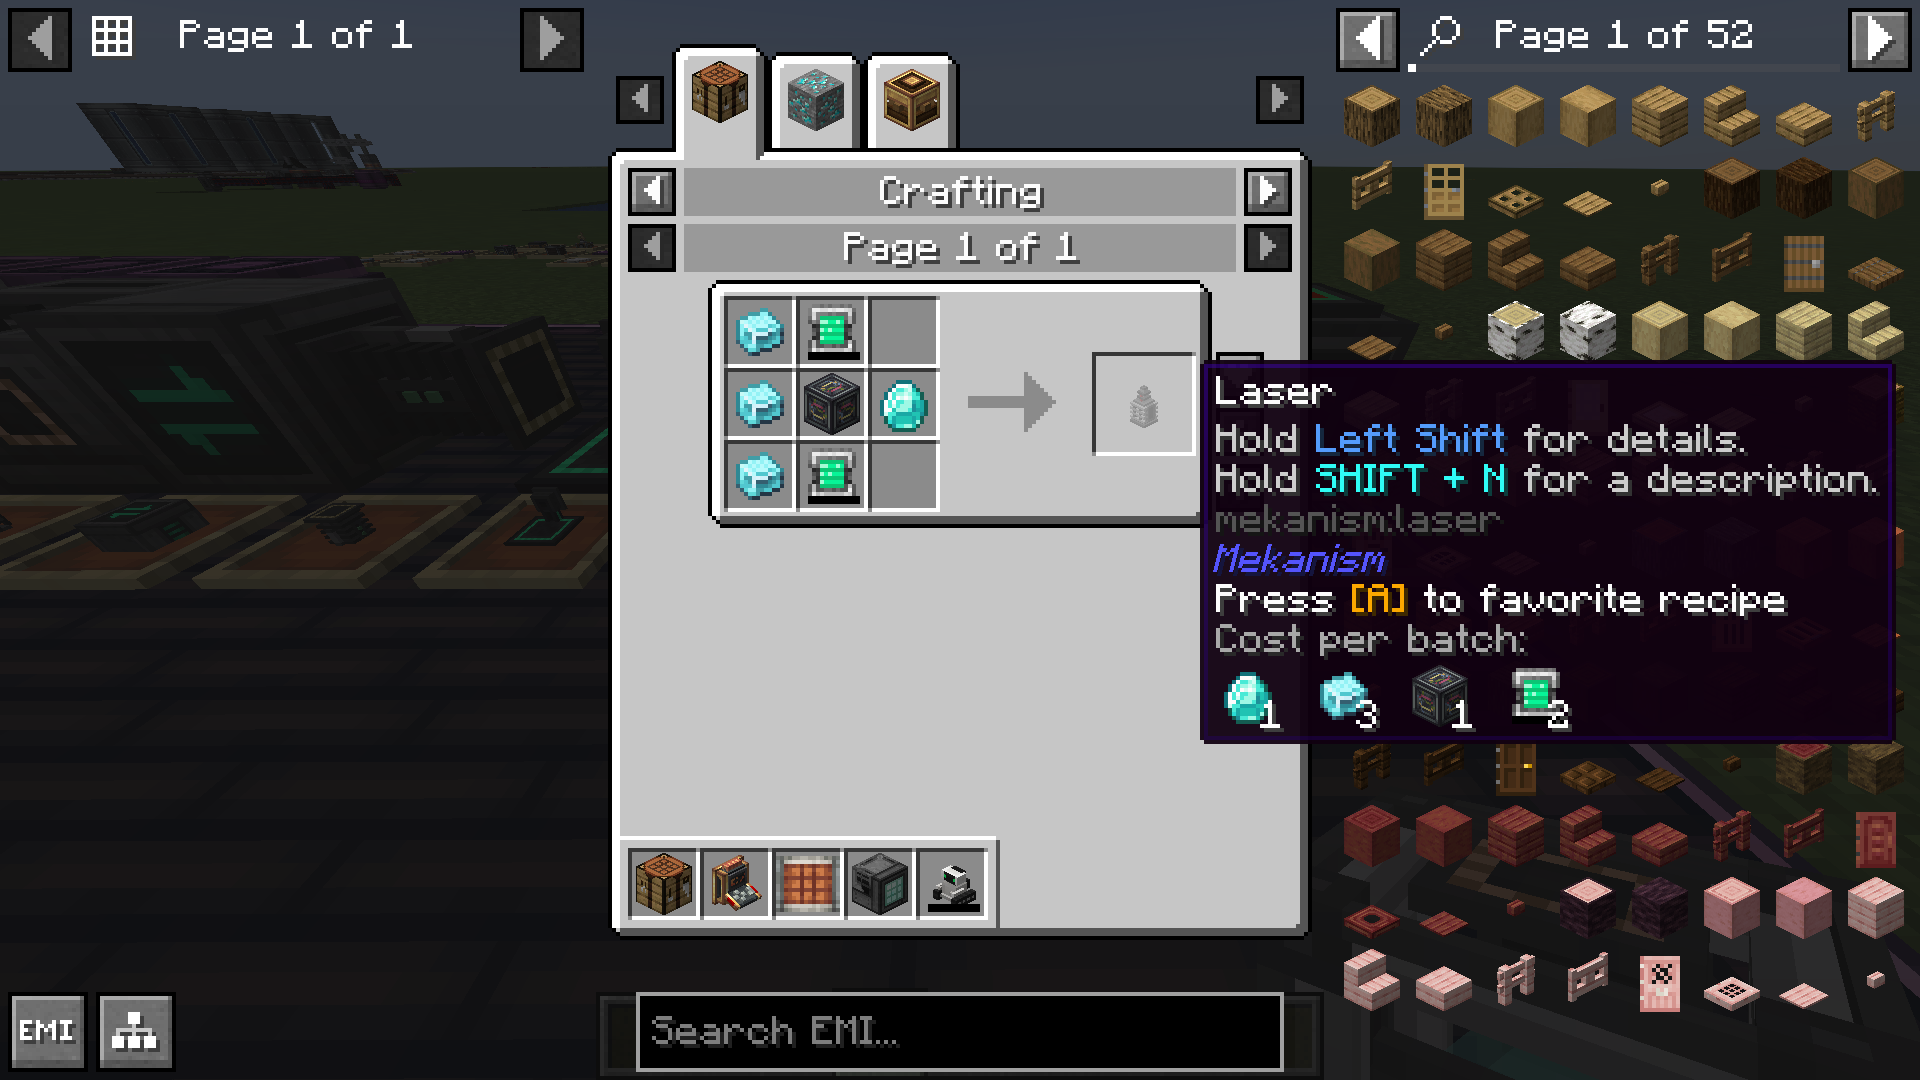 Page 1 of 1
Page 1 of 52
Crafting
Page 1 of 1
Laser
Hold Left Shift for details.
Hold SHIFT + N for a description.
mekanism:laser
Mekanism
Press [A] to favorite recipe
Cost per batch:
1 3 1 2
EMI
Search EMI...